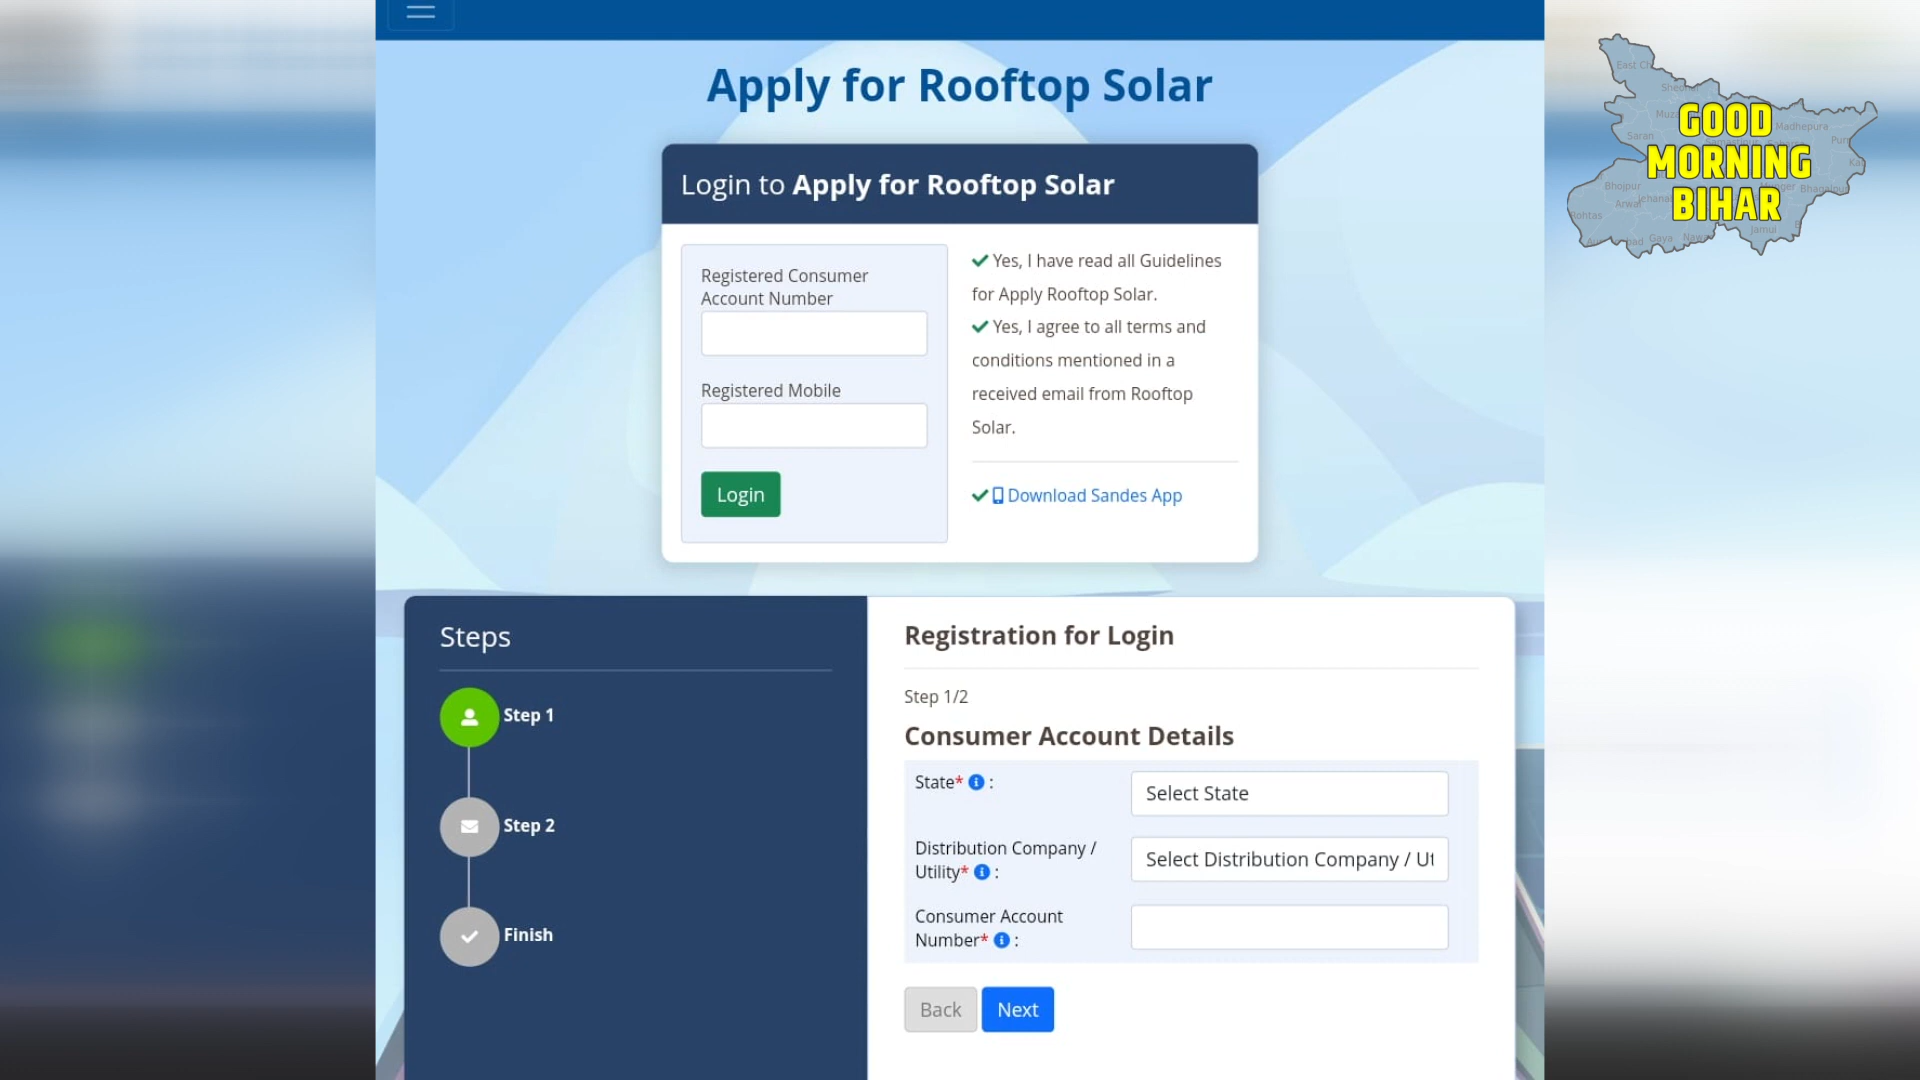 Apply for Rooftop Solar
Login to Apply for Rooftop Solar
Registered Consumer
Account Number
Registered Mobile
Login
Yes, I have read all Guidelines
for Apply Rooftop Solar.
Yes, I agree to all terms and
conditions mentioned in a
received email from Rooftop
Solar.
Download Sandes App
Steps
Step 1
Step 2
Finish
Registration for Login
Step 1/2
Consumer Account Details
State* :
Select State
Distribution Company /
Utility* :
Select Distribution Company / Ut
Consumer Account
Number* :
Back
Next
GOOD
MORNING
BIHAR
East Ch
Saran
Madhepura
Bhojpur
Bhagalpur
Arwal
Rohtas
Gaya
Jamui